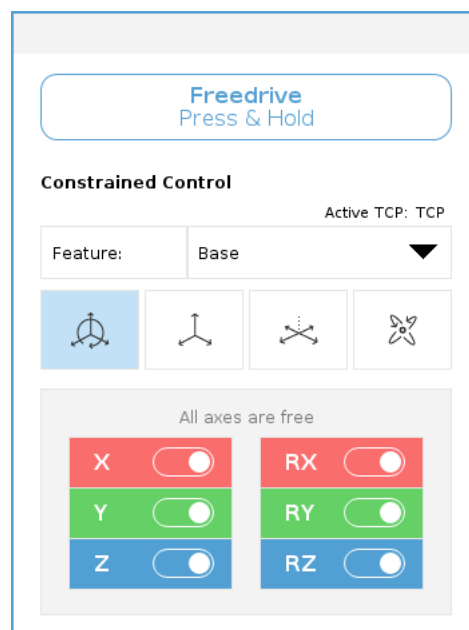 Freedrive
Press & Hold
Constrained Control
Active TCP: TCP
Feature: Base
All axes are free
X RX
Y RY
Z RZ